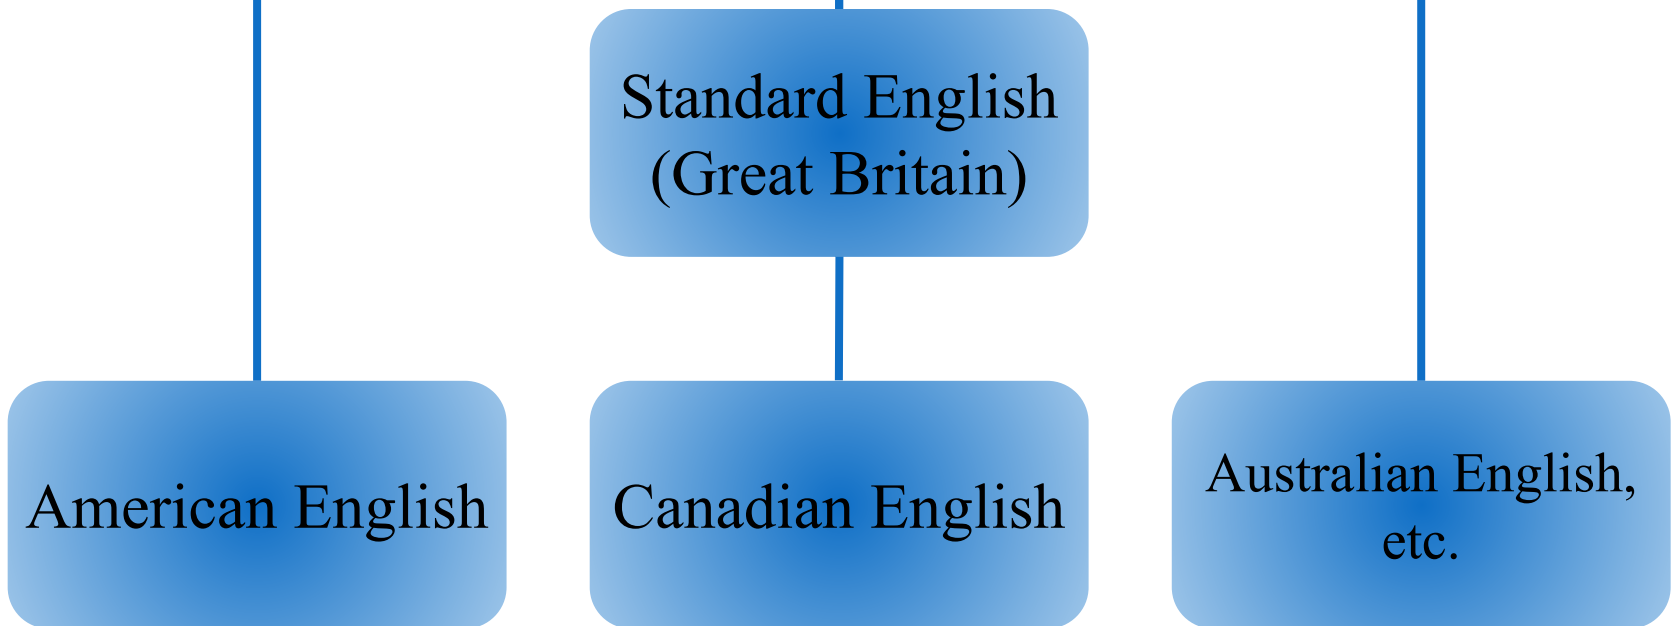 Standard English
(Great Britain)
American English
Canadian English
Australian English,
etc.